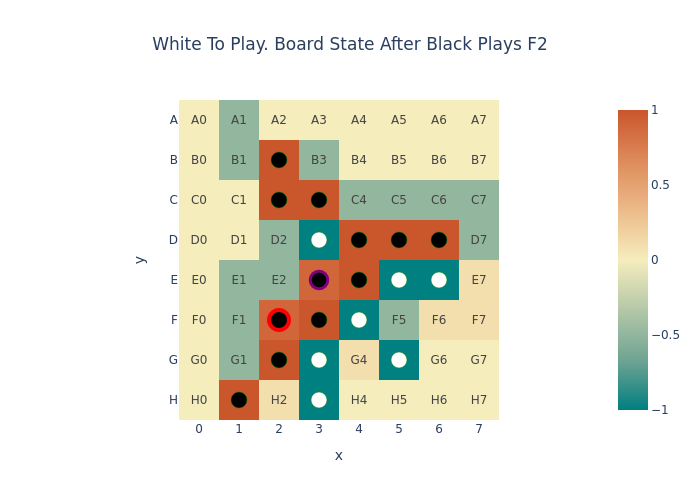 White To Play. Board State After Black Plays F2
A A0 A1 A2 A3 A4 A5 A6 A7
B B0 B1 B3 B4 B5 B6 B7
C C0 C1 C4 C5 C6 C7
D D0 D1 D2 D7
E E0 E1 E2 E7
F F0 F1 F5 F6 F7
G G0 G1 G4 G6 G7
H H0 H2 H4 H5 H6 H7
0 1 2 3 4 5 6 7
x
y
1
0.5
0
−0.5
−1